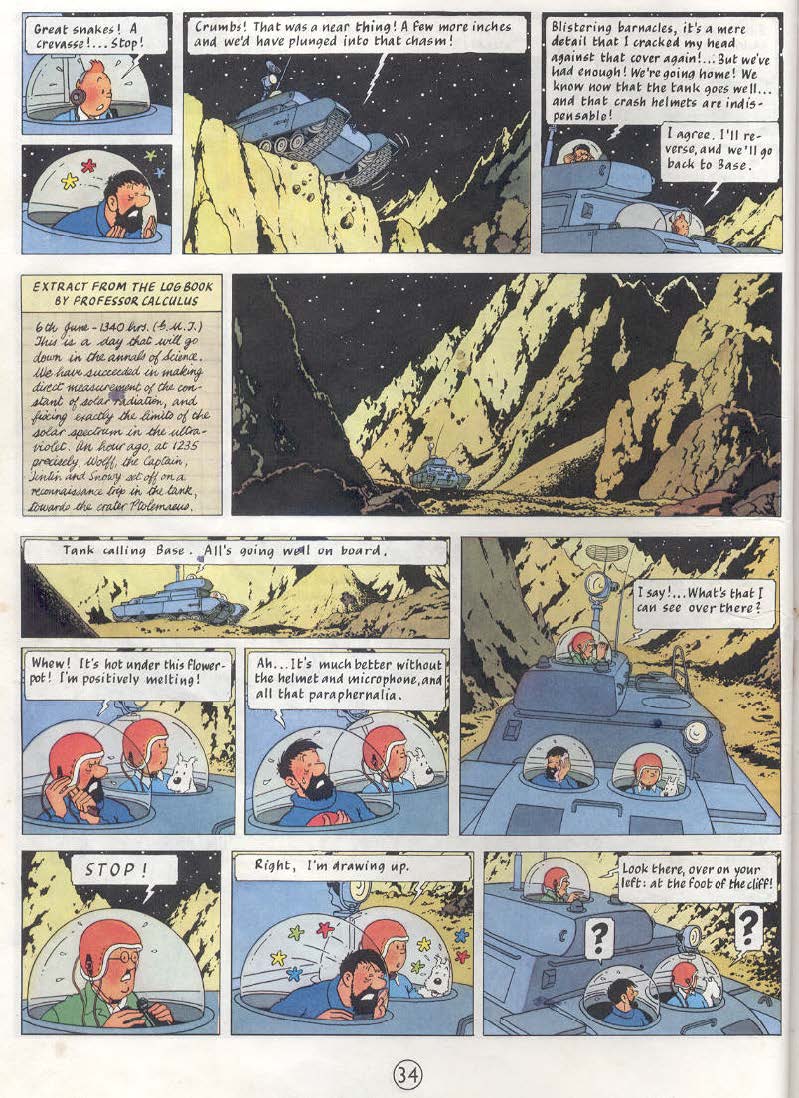 Great snakes! A
crevasse!... Stop!
Crumbs! That was a near thing! A few more inches
and we'd have plunged into that chasm!
Blistering barnacles, it's a mere
detail that I cracked my head
against that cover again!... But we've
had enough! We're going home! We
know now that the tank goes well...
and that crash helmets are indis-
pensable!
I agree. I'll re-
verse, and we'll go
back to Base.
EXTRACT FROM THE LOG BOOK
BY PROFESSOR CALCULUS
6th June - 1340 hrs. (G.M.T.)
This is a day that will go
down in the annals of Science.
We have succeeded in making
direct measurement of the con-
stant of solar radiation, and
fixing exactly the limits of the
solar spectrum in the ultra-
violet. An hour ago, at 1235
precisely, Wolff, the Captain,
Tintin and Snowy set off on a
reconnaissance trip in the tank,
towards the crater Ptolemaeus.
Tank calling Base. All's going well on board.
Whew! It's hot under this flower-
pot! I'm positively melting!
Ah... It's much better without
the helmet and microphone, and
all that paraphernalia.
I say!... What's that I
can see over there?
STOP!
Right, I'm drawing up.
Look there, over on your
left: at the foot of the cliff!
?
?
34